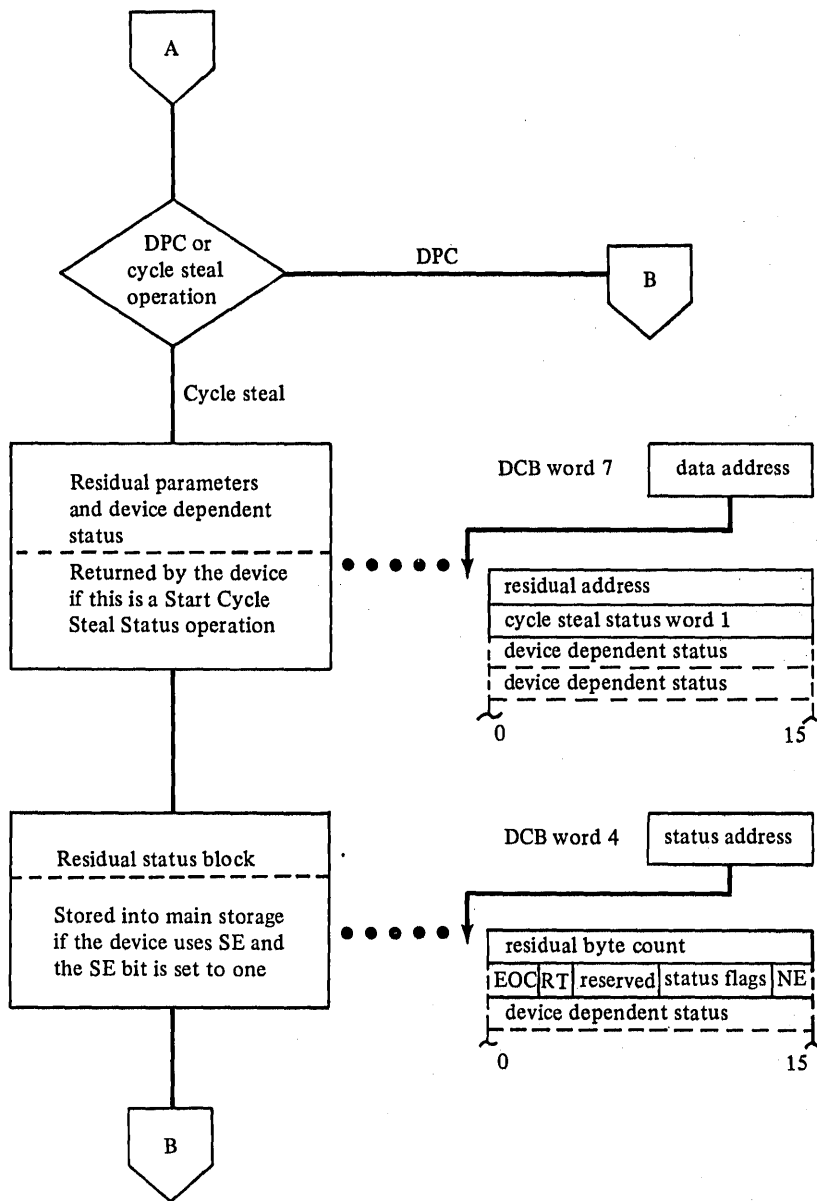 A
DPC or
cycle steal
operation
DPC
B
Cycle steal
Residual parameters
and device dependent
status
Returned by the device
if this is a Start Cycle
Steal Status operation
DCB word 7
data address
residual address
cycle steal status word 1
device dependent status
device dependent status
0 15
Residual status block
Stored into main storage
if the device uses SE and
the SE bit is set to one
DCB word 4
status address
residual byte count
EOC RT reserved status flags NE
device dependent status
0 15
B